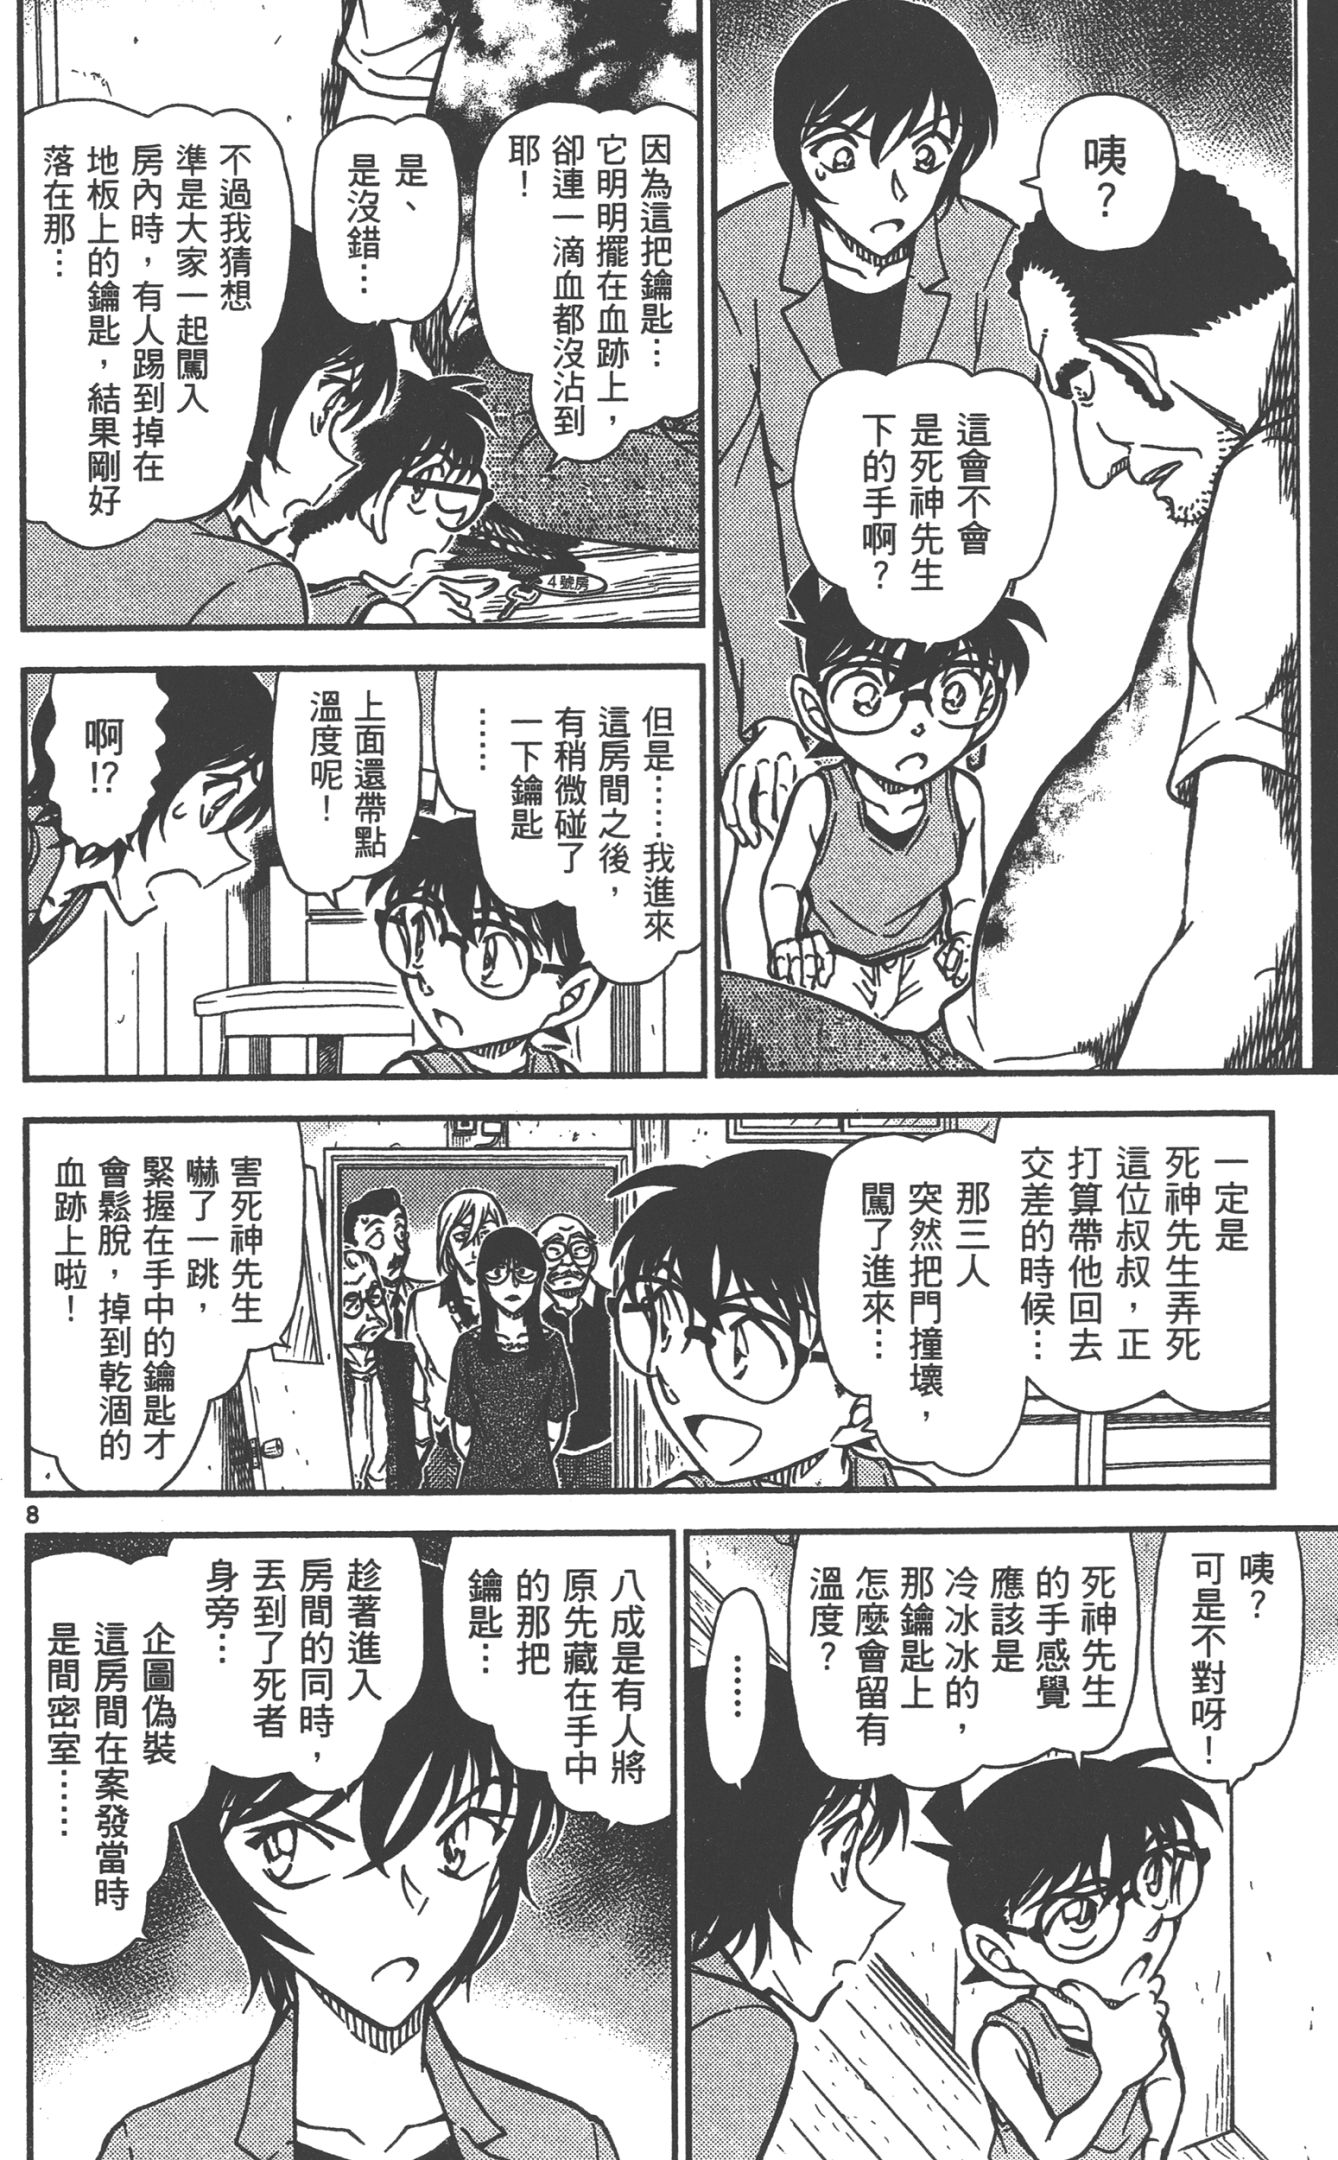 咦？
這會不會
是死神先生
下的手啊？
因為這把鑰匙…
它明明擺在血跡上，
卻連一滴血都沒沾到
耶！
是、
是沒錯…
不過我猜想
準是大家一起闖入
房內時，有人踢到掉在
地板上的鑰匙，結果剛好
落在那…
4號房
但是……我進來
這房間之後，
有稍微碰了
一下鑰匙
……
上面還帶點
溫度呢！
啊!?
一定是
死神先生弄死
這位叔叔，正
打算帶他回去
交差的時候…
那三人
突然把門撞壞，
闖了進來…
害死神先生
嚇了一跳，
緊握在手中的鑰匙才
會鬆脫，掉到乾涸的
血跡上啦！
8
咦？
可是不對呀！
死神先生
的手感覺
應該是
冷冰冰的，
那鑰匙上
怎麼會留有
溫度？
……
八成是有人將
原先藏在手中
的那把
鑰匙…
趁著進入
房間的同時，
丟到了死者
身旁…
企圖偽裝
這房間在案發當時
是間密室……